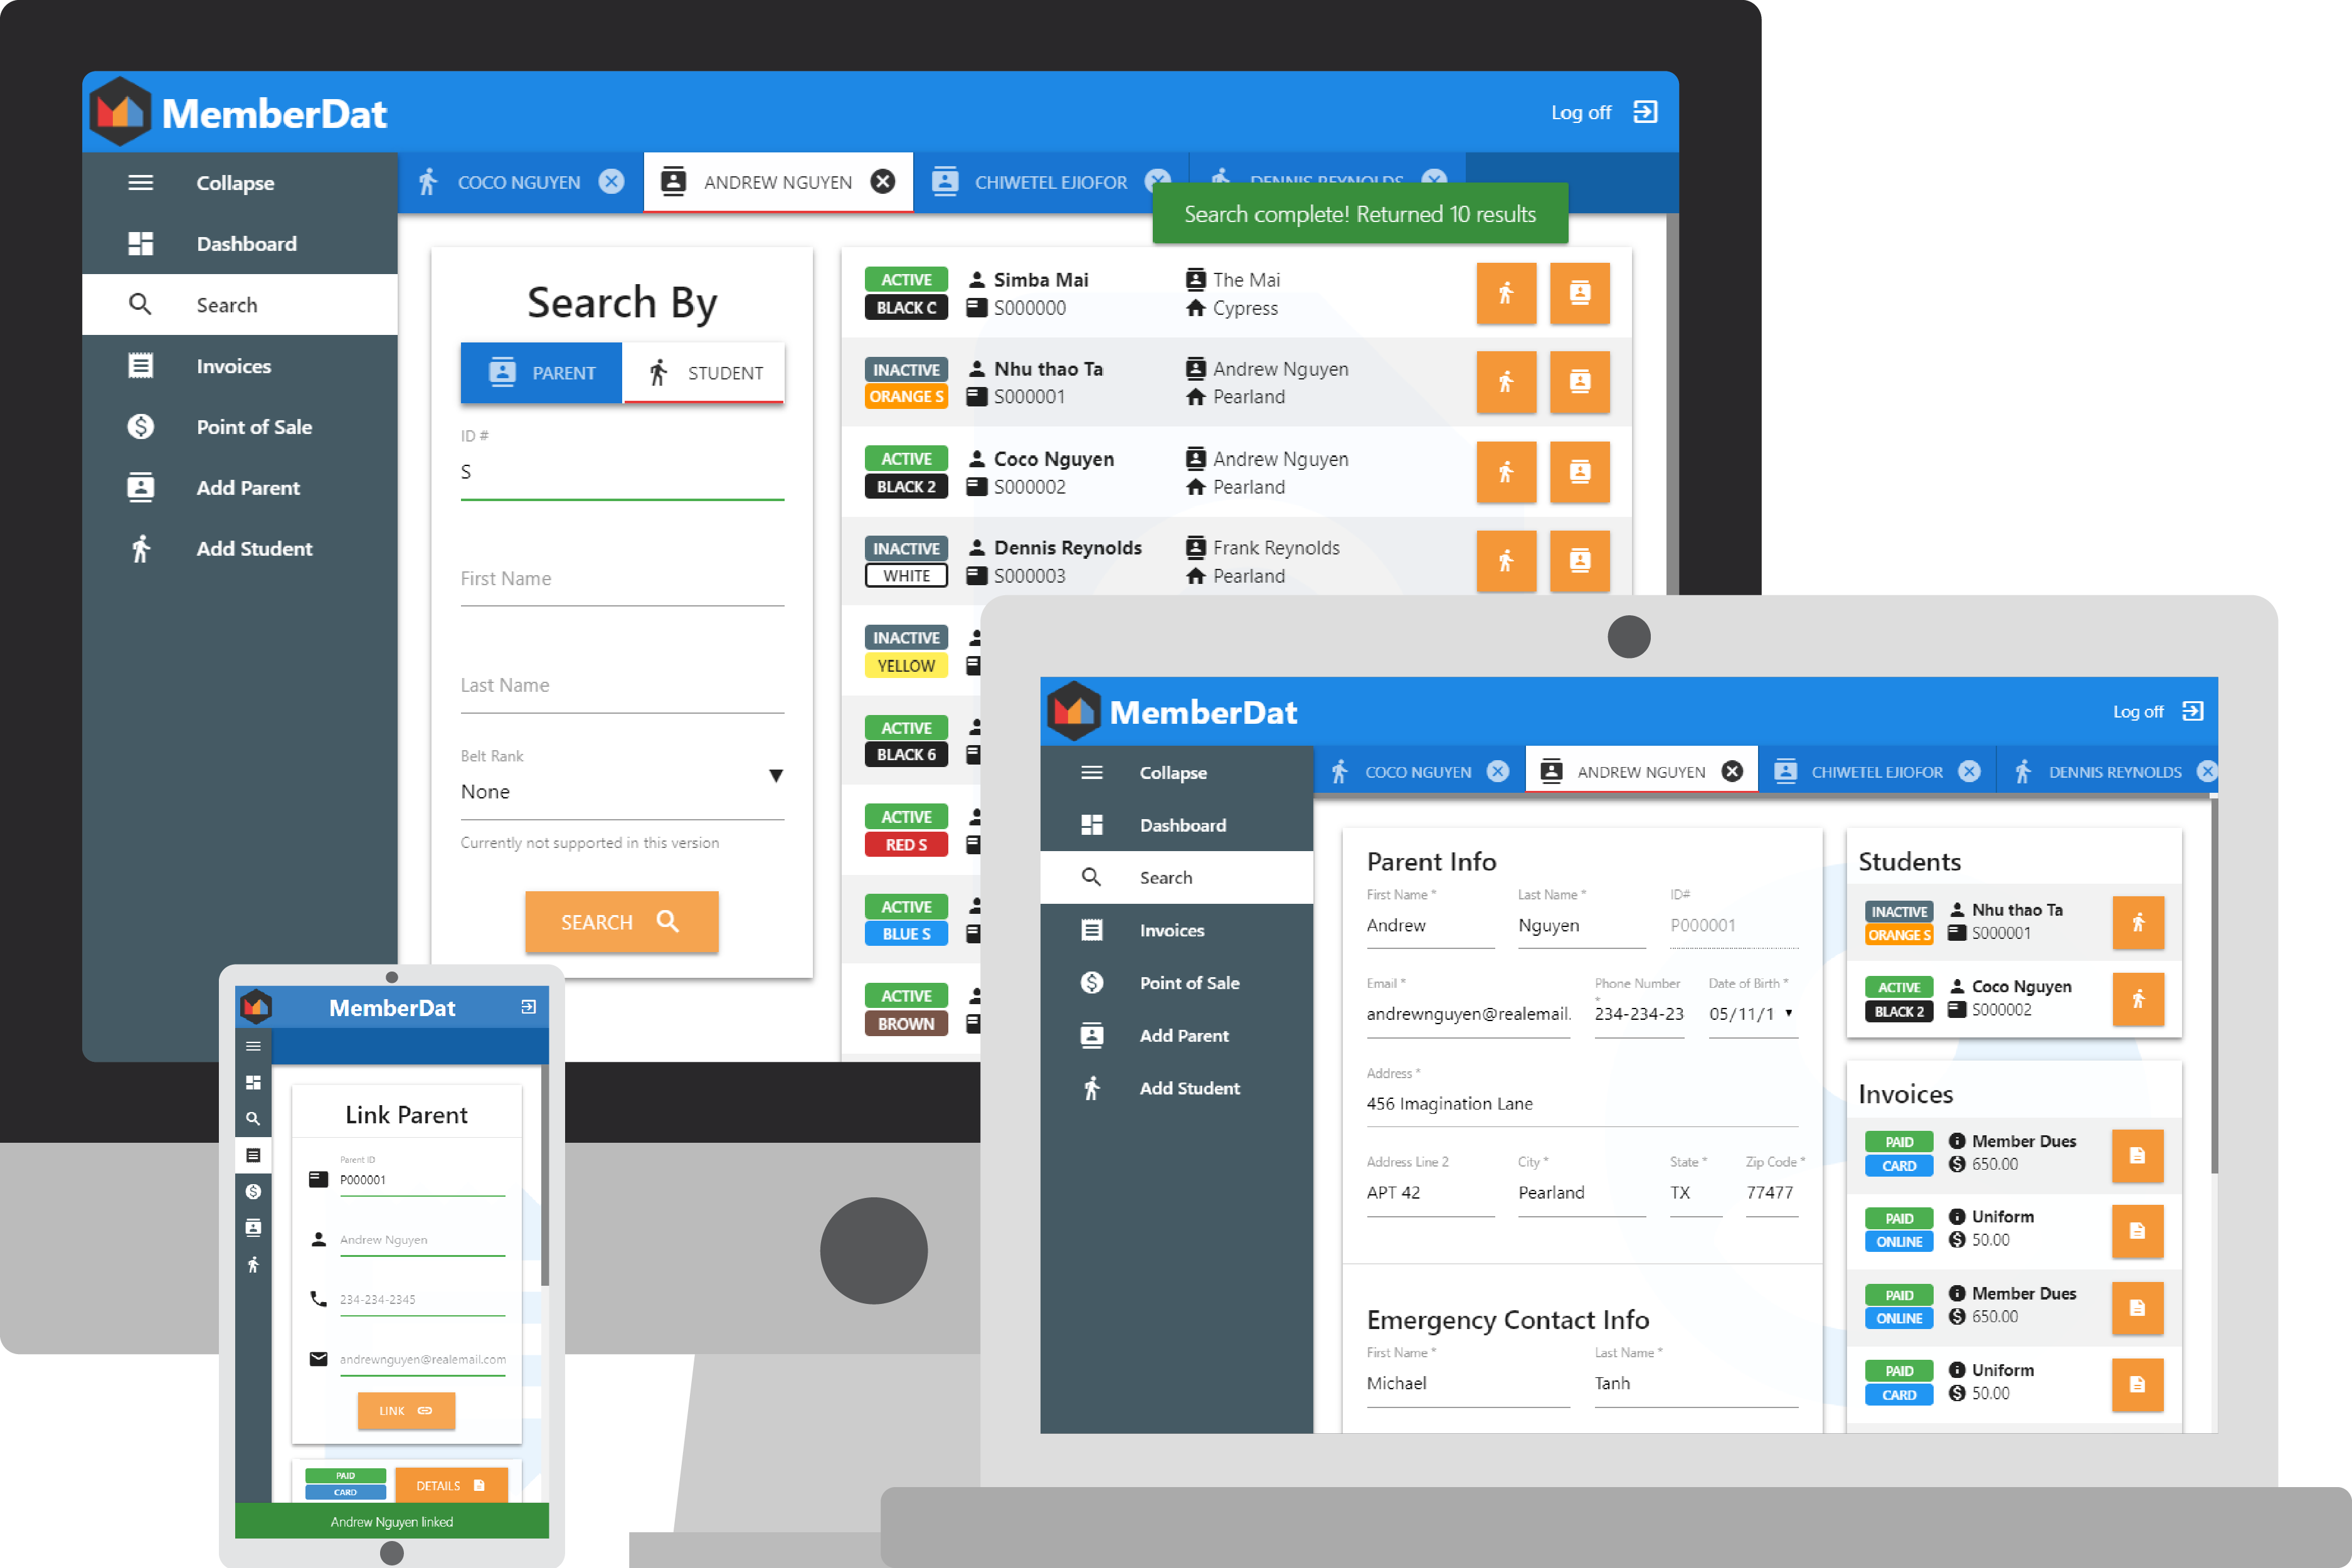 MemberDat
Log off
Collapse
Dashboard
Search
Invoices
Point of Sale
Add Parent
Add Student
COCO NGUYEN
ANDREW NGUYEN
CHIWETEL EJIOFOR
DENNIS REYNOLDS
Search complete! Returned 10 results
Search By
PARENT
STUDENT
ID #
S
First Name
Last Name
Belt Rank
None
Currently not supported in this version
SEARCH
ACTIVE Simba Mai The Mai
BLACK C S000000 Cypress
INACTIVE Nhu thao Ta Andrew Nguyen
ORANGE S S000001 Pearland
ACTIVE Coco Nguyen Andrew Nguyen
BLACK 2 S000002 Pearland
INACTIVE Dennis Reynolds Frank Reynolds
WHITE S000003 Pearland
INACTIVE
YELLOW
ACTIVE
BLACK 6
ACTIVE
RED S
ACTIVE
BLUE S
ACTIVE
BROWN
MemberDat
Link Parent
Parent ID
P000001
Andrew Nguyen
234-234-2345
andrewnguyen@realemail.com
LINK
PAID
CARD
DETAILS
Andrew Nguyen linked
MemberDat
Log off
Collapse
Dashboard
Search
Invoices
Point of Sale
Add Parent
Add Student
COCO NGUYEN
ANDREW NGUYEN
CHIWETEL EJIOFOR
DENNIS REYNOLDS
Parent Info
First Name * Last Name * ID#
Andrew Nguyen P000001
Email * Phone Number * Date of Birth *
andrewnguyen@realemail. 234-234-23 05/11/1
Address *
456 Imagination Lane
Address Line 2 City * State * Zip Code *
APT 42 Pearland TX 77477
Emergency Contact Info
First Name * Last Name *
Michael Tanh
Students
INACTIVE Nhu thao Ta
ORANGE S S000001
ACTIVE Coco Nguyen
BLACK 2 S000002
Invoices
PAID Member Dues
CARD 650.00
PAID Uniform
ONLINE 50.00
PAID Member Dues
ONLINE 650.00
PAID Uniform
CARD 50.00